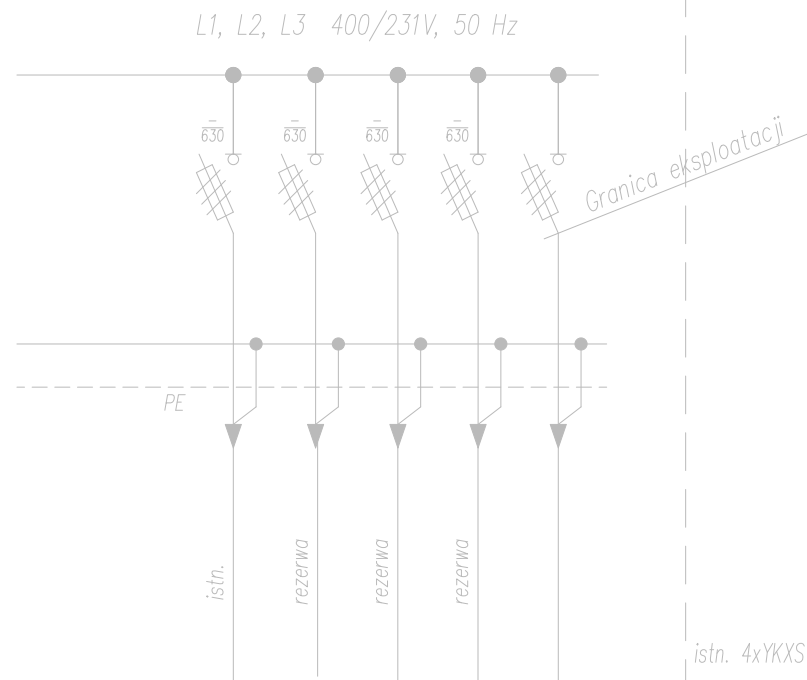 L1, L2, L3 400/231V, 50 Hz
–
630
–
630
–
630
–
630
Granica eksploatacji
PE
istn.
rezerwa
rezerwa
rezerwa
istn. 4xYKXS